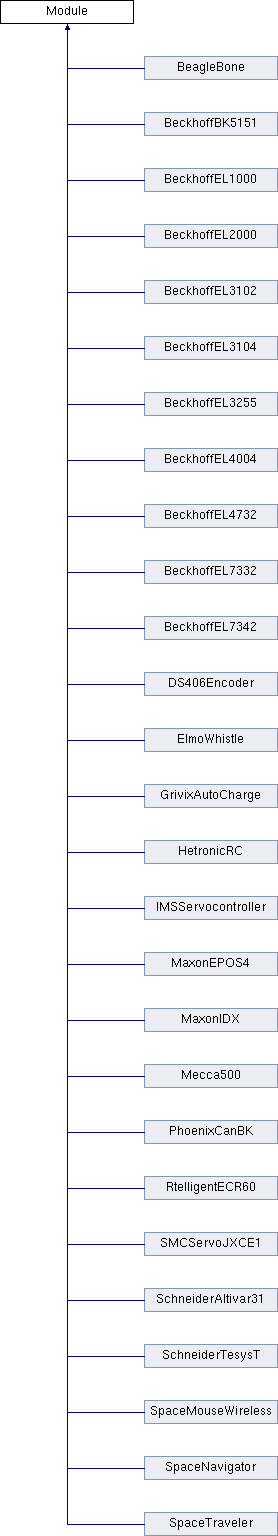 Module
BeagleBone
BeckhoffBK5151
BeckhoffEL1000
BeckhoffEL2000
BeckhoffEL3102
BeckhoffEL3104
BeckhoffEL3255
BeckhoffEL4004
BeckhoffEL4732
BeckhoffEL7332
BeckhoffEL7342
DS406Encoder
ElmoWhistle
GrivixAutoCharge
HetronicRC
IMSServocontroller
MaxonEPOS4
MaxonIDX
Mecca500
PhoenixCanBK
RtelligentECR60
SMCServoJXCE1
SchneiderAltivar31
SchneiderTesysT
SpaceMouseWireless
SpaceNavigator
SpaceTraveler